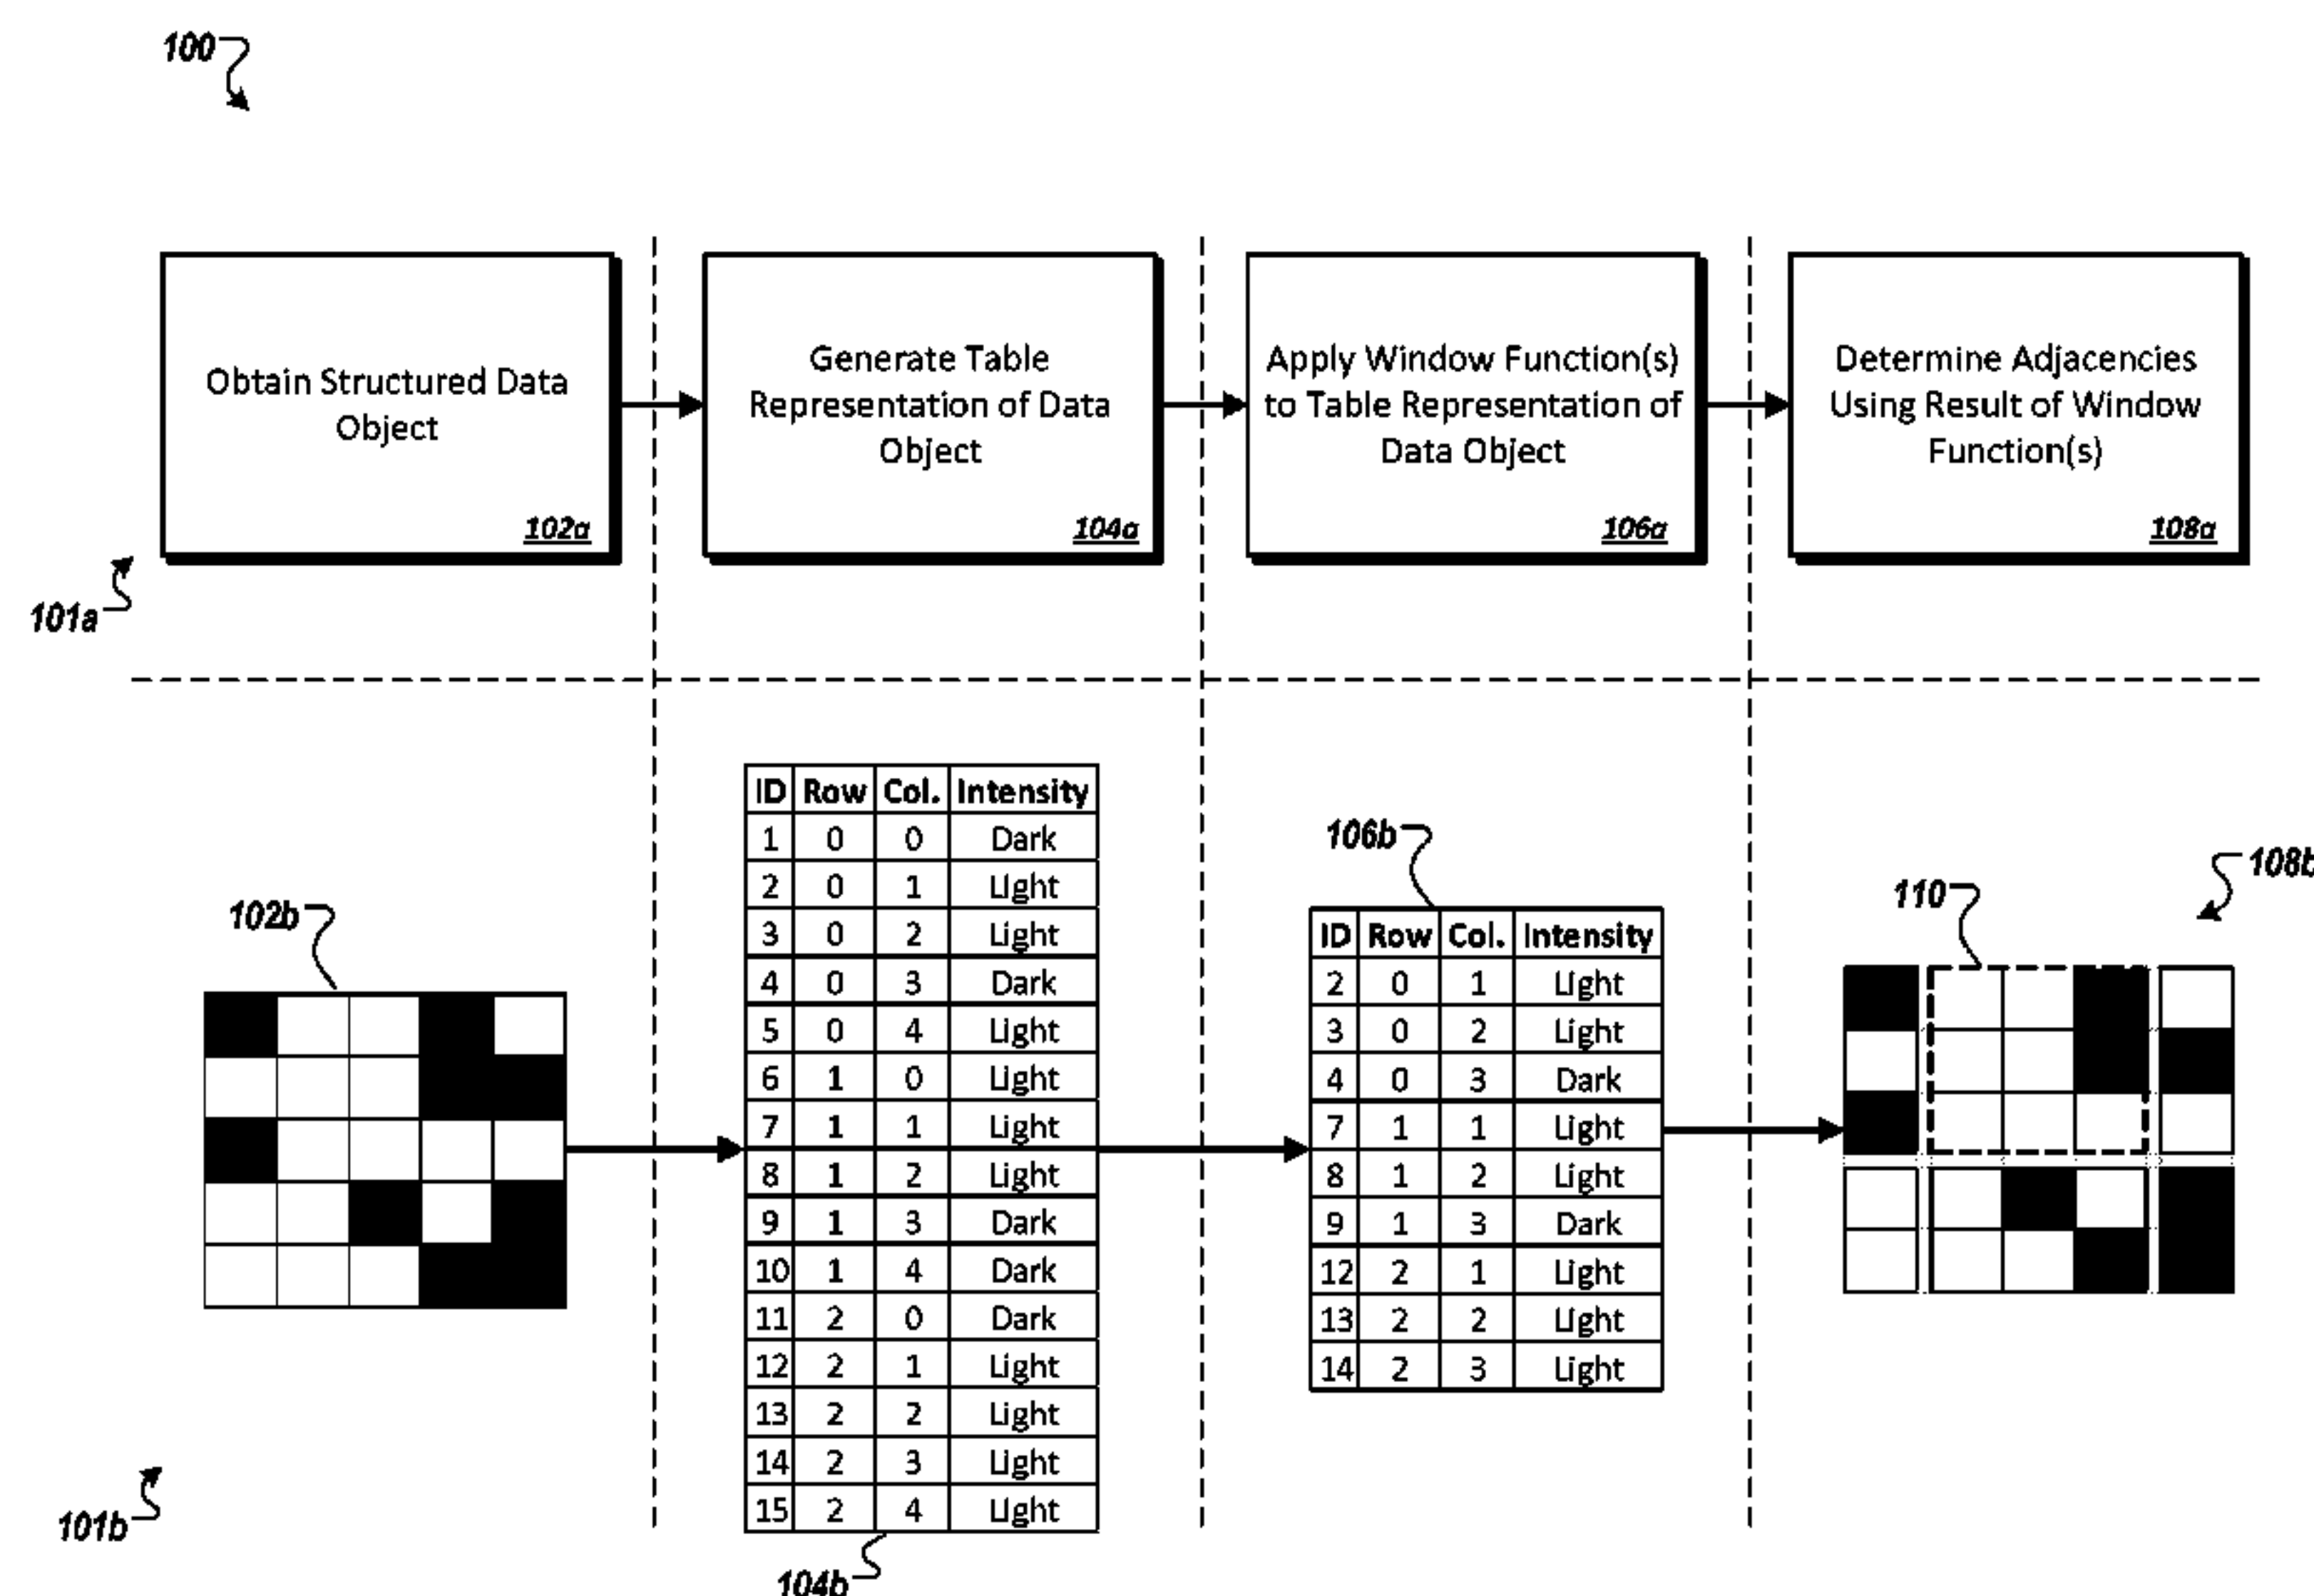 100
Obtain Structured Data
Object
102a
Generate Table
Representation of Data
Object
104a
Apply Window Function(s)
to Table Representation of
Data Object
106a
Determine Adjacencies
Using Result of Window
Function(s)
108a
101a
102b
ID Row Col. Intensity
1 0 0 Dark
2 0 1 Light
3 0 2 Light
4 0 3 Dark
5 0 4 Light
6 1 0 Light
7 1 1 Light
8 1 2 Light
9 1 3 Dark
10 1 4 Dark
11 2 0 Dark
12 2 1 Light
13 2 2 Light
14 2 3 Light
15 2 4 Light
104b
106b
ID Row Col. Intensity
2 0 1 Light
3 0 2 Light
4 0 3 Dark
7 1 1 Light
8 1 2 Light
9 1 3 Dark
12 2 1 Light
13 2 2 Light
14 2 3 Light
110
108b
101b